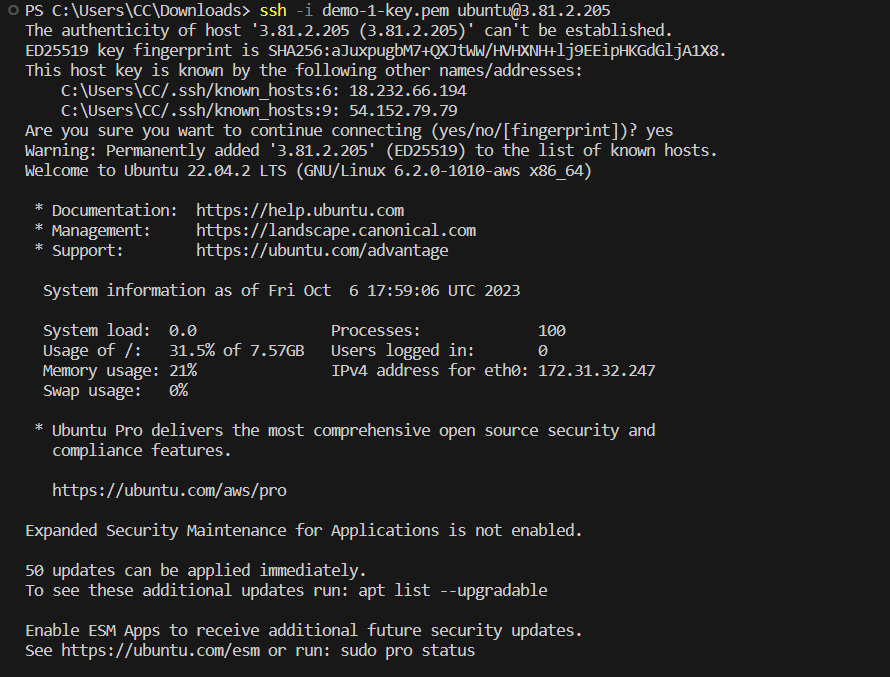 PS C:\Users\CC\Downloads> ssh -i demo-1-key.pem ubuntu@3.81.2.205
The authenticity of host '3.81.2.205 (3.81.2.205)' can't be established.
ED25519 key fingerprint is SHA256:aJuxpugbM7+QXJtWW/HVHXNH+lj9EEipHKGdGljA1X8.
This host key is known by the following other names/addresses:
    C:\Users\CC/.ssh/known_hosts:6: 18.232.66.194
    C:\Users\CC/.ssh/known_hosts:9: 54.152.79.79
Are you sure you want to continue connecting (yes/no/[fingerprint])? yes
Warning: Permanently added '3.81.2.205' (ED25519) to the list of known hosts.
Welcome to Ubuntu 22.04.2 LTS (GNU/Linux 6.2.0-1010-aws x86_64)

 * Documentation:  https://help.ubuntu.com
 * Management:     https://landscape.canonical.com
 * Support:        https://ubuntu.com/advantage

  System information as of Fri Oct  6 17:59:06 UTC 2023

  System load:  0.0               Processes:             100
  Usage of /:   31.5% of 7.57GB   Users logged in:       0
  Memory usage: 21%               IPv4 address for eth0: 172.31.32.247
  Swap usage:   0%

 * Ubuntu Pro delivers the most comprehensive open source security and
   compliance features.

   https://ubuntu.com/aws/pro

Expanded Security Maintenance for Applications is not enabled.

50 updates can be applied immediately.
To see these additional updates run: apt list --upgradable

Enable ESM Apps to receive additional future security updates.
See https://ubuntu.com/esm or run: sudo pro status